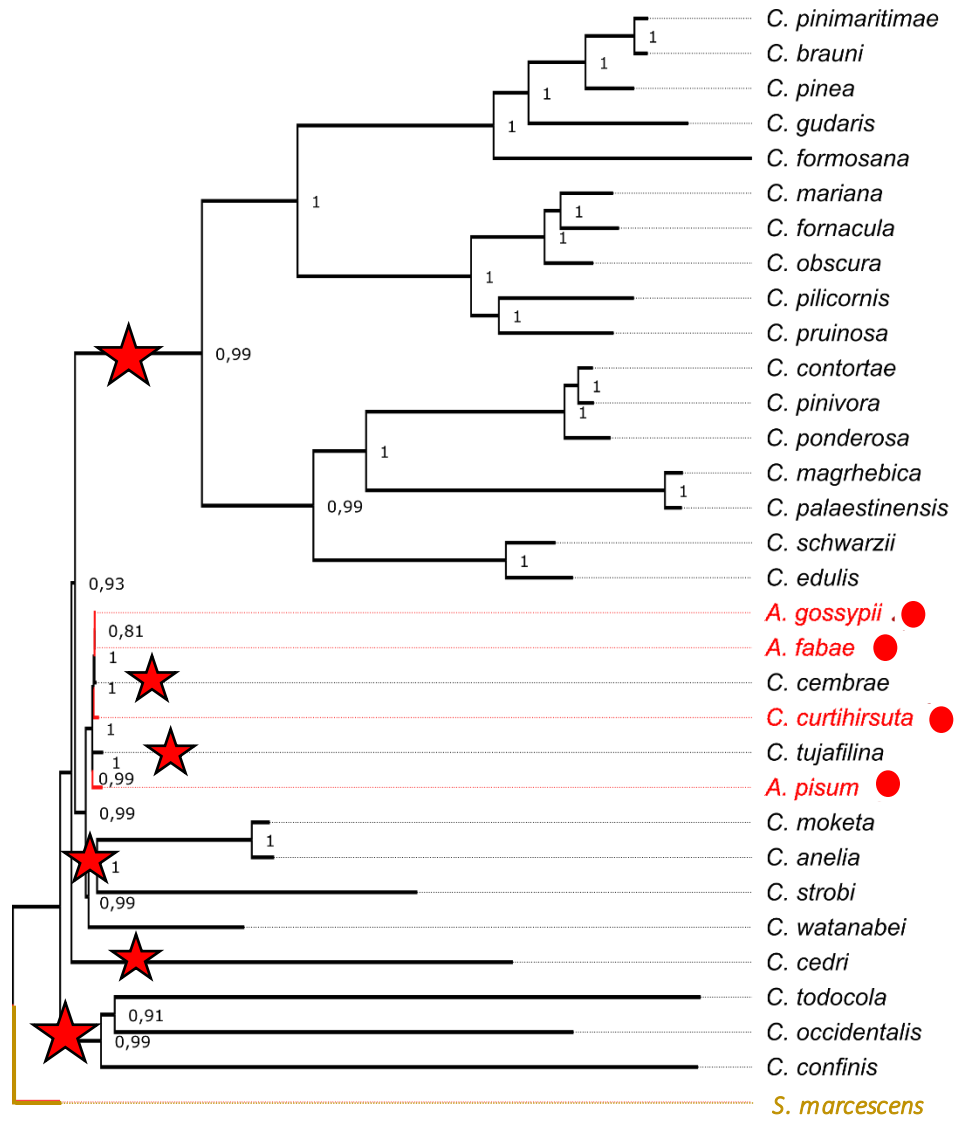 C. pinimaritimae
1
C. brauni
1
C. pinea
1
C. gudaris
1
C. formosana
C. mariana
1
1
C. fornacula
1
C. obscura
1
C. pilicornis
1
C. pruinosa
0,99
C. contortae
1
C. pinivora
1
C. ponderosa
1
C. magrhebica
1
C. palaestinensis
0,99
C. schwarzii
1
C. edulis
0,93
A. gossypii
0,81
A. fabae
1
C. cembrae
1
C. curtihirsuta
1
C. tujafilina
1
0,99
A. pisum
0,99
C. moketa
1
C. anelia
1
C. strobi
0,99
C. watanabei
C. cedri
C. todocola
0,91
C. occidentalis
0,99
C. confinis
S. marcescens